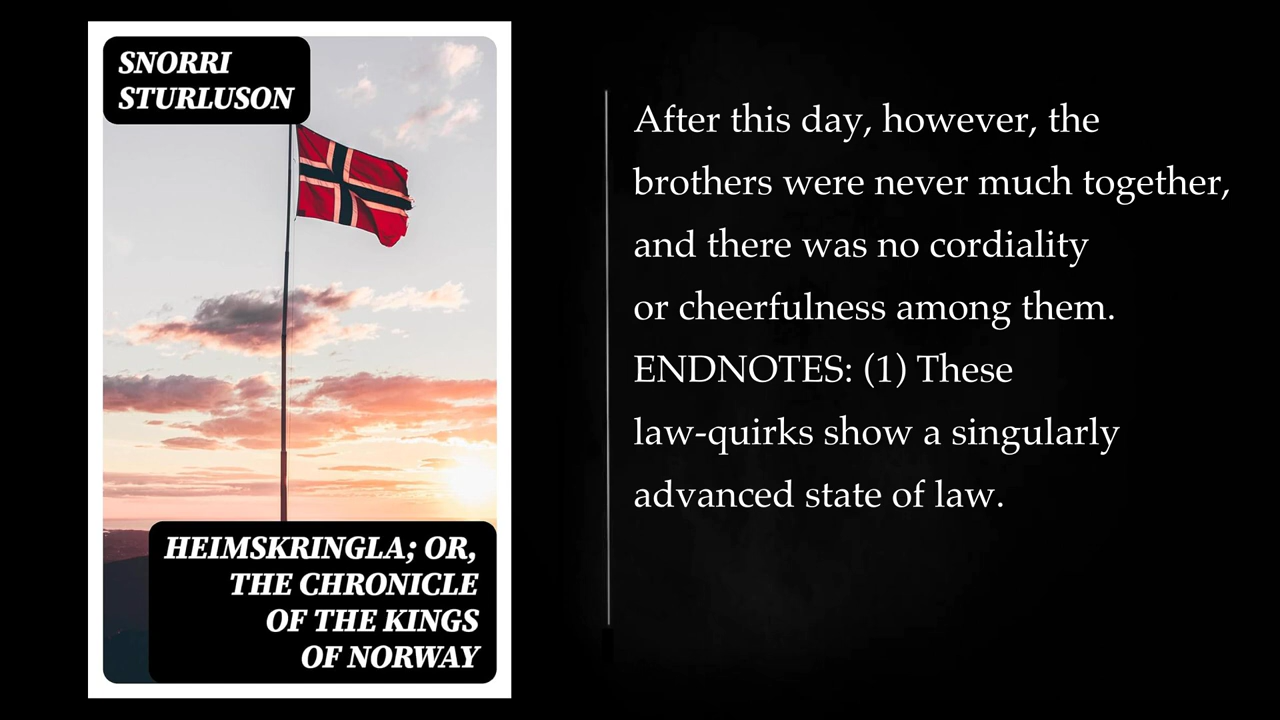 SNORRI
STURLUSON
HEIMSKRINGLA; OR,
THE CHRONICLE
OF THE KINGS
OF NORWAY
After this day, however, the
brothers were never much together,
and there was no cordiality
or cheerfulness among them.
ENDNOTES: (1) These
law-quirks show a singularly
advanced state of law.